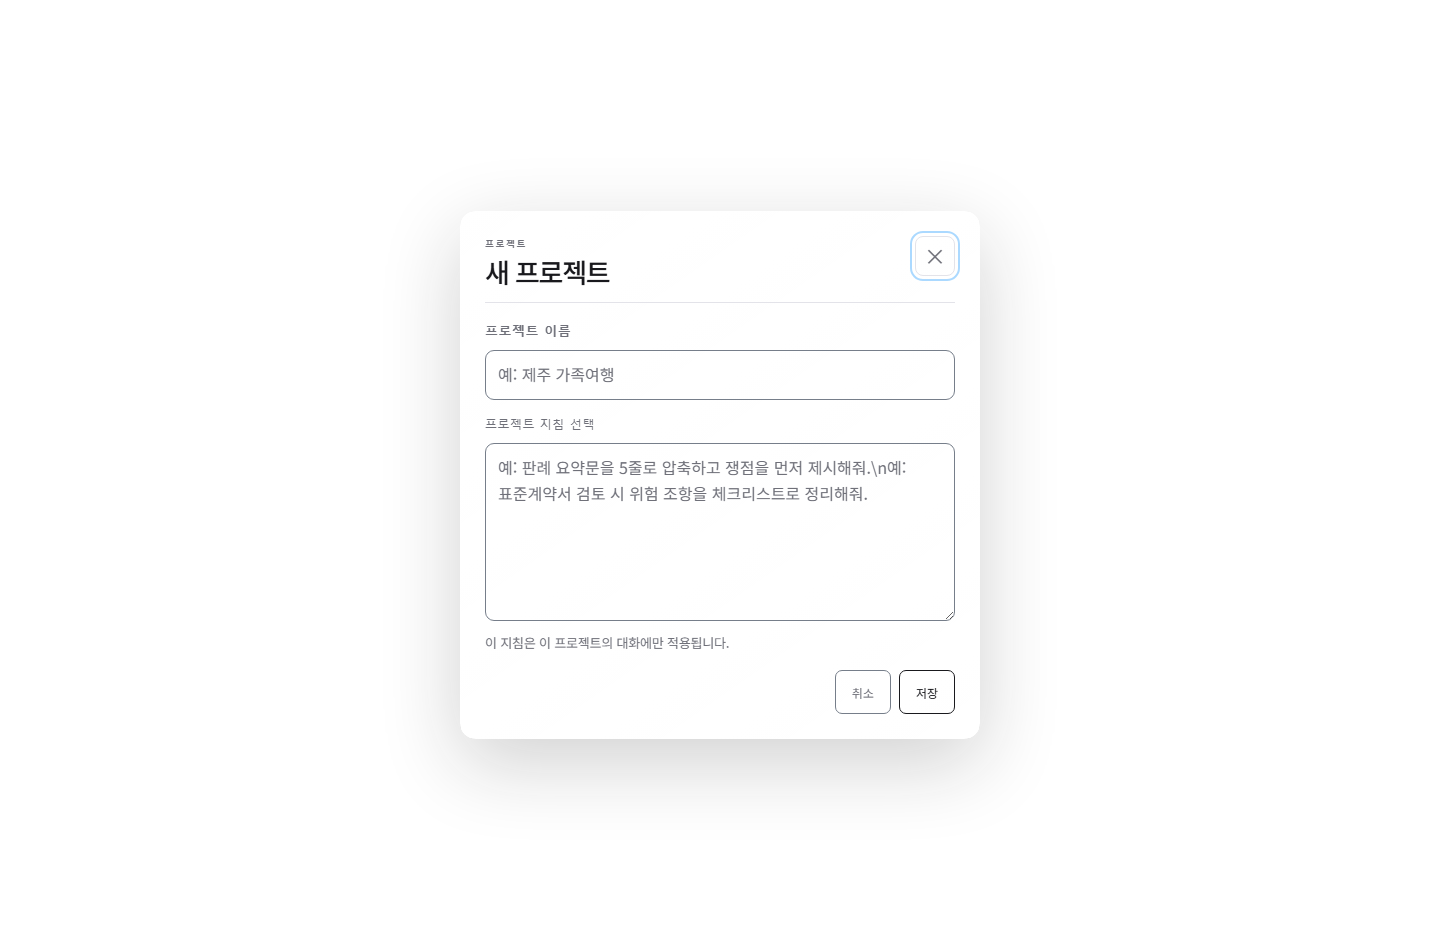 프로젝트
새 프로젝트
프로젝트 이름
예: 제주 가족여행
프로젝트 지침 선택
예: 판례 요약문을 5줄로 압축하고 쟁점을 먼저 제시해줘.\n예:
표준계약서 검토 시 위험 조항을 체크리스트로 정리해줘.
이 지침은 이 프로젝트의 대화에만 적용됩니다.
취소 저장